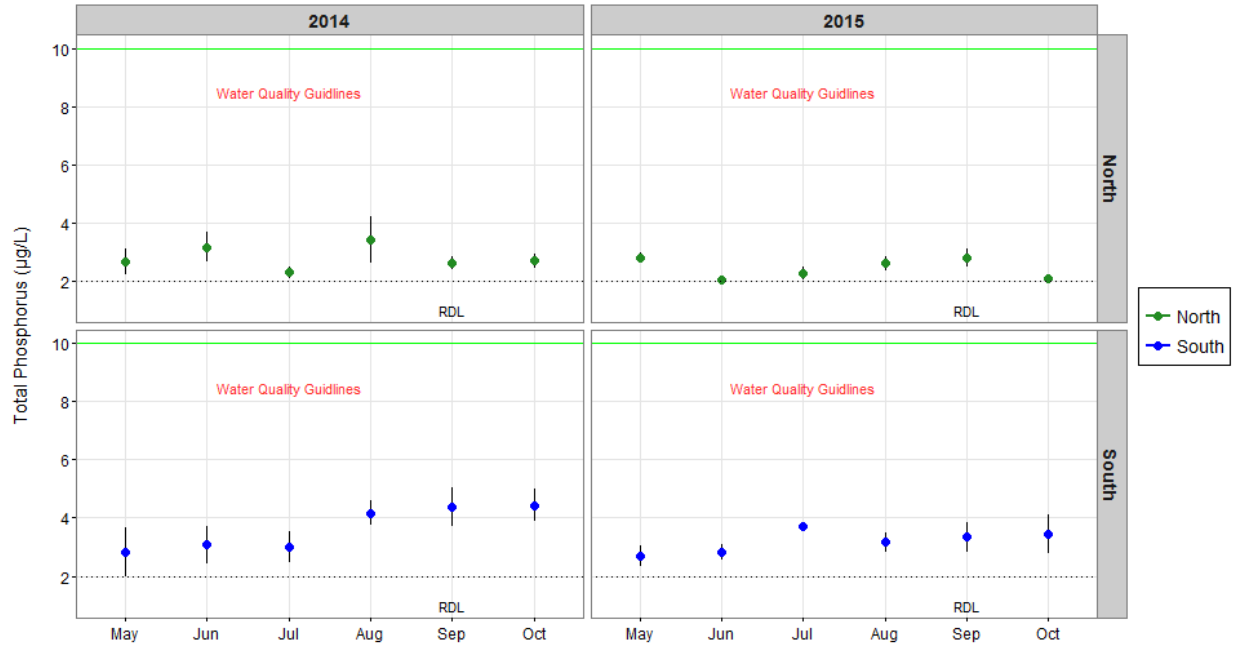 2014
2015
10
8
6
4
2
Water Quality Guidlines
RDL
Water Quality Guidlines
RDL
North
10
8
6
4
2
Water Quality Guidlines
RDL
Water Quality Guidlines
RDL
South
Total Phosphorus (µg/L)
May Jun Jul Aug Sep Oct
May Jun Jul Aug Sep Oct
North
South